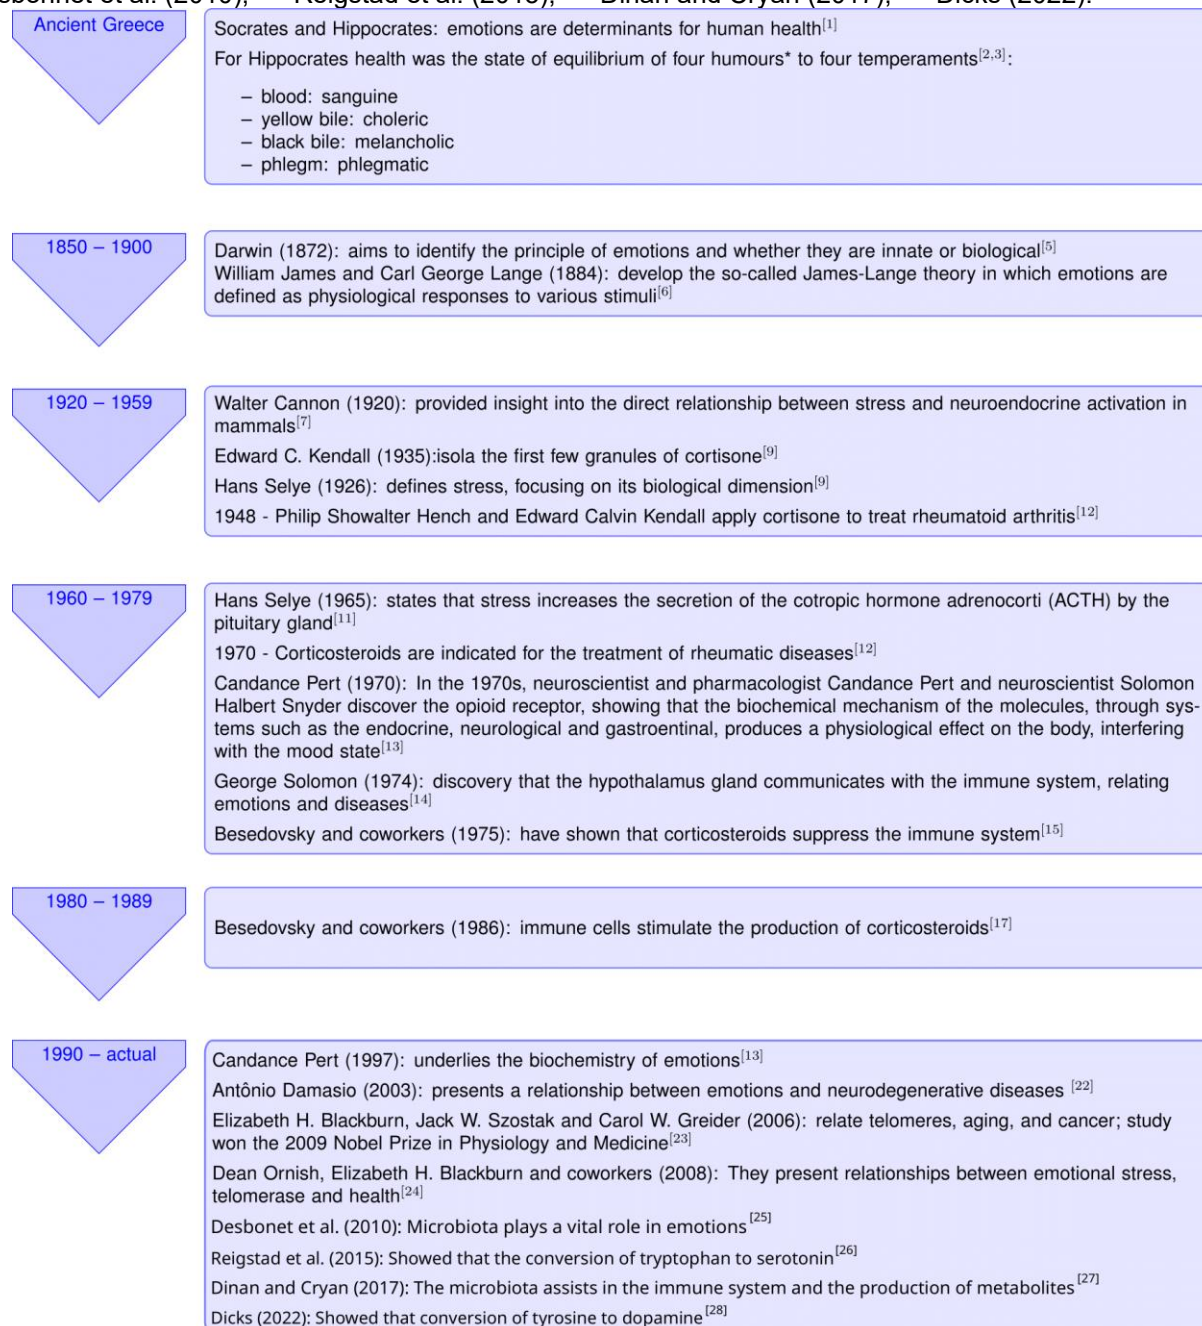 esbonnet et al. (2010); Reigstad et al. (2015); Dinan and Cryan (2017); Dicks (2022).
Ancient Greece
Socrates and Hippocrates: emotions are determinants for human health[1]
For Hippocrates health was the state of equilibrium of four humours* to four temperaments[2,3]:
– blood: sanguine
– yellow bile: choleric
– black bile: melancholic
– phlegm: phlegmatic
1850 – 1900
Darwin (1872): aims to identify the principle of emotions and whether they are innate or biological[5]
William James and Carl George Lange (1884): develop the so-called James-Lange theory in which emotions are
defined as physiological responses to various stimuli[6]
1920 – 1959
Walter Cannon (1920): provided insight into the direct relationship between stress and neuroendocrine activation in
mammals[7]
Edward C. Kendall (1935):isola the first few granules of cortisone[9]
Hans Selye (1926): defines stress, focusing on its biological dimension[9]
1948 - Philip Showalter Hench and Edward Calvin Kendall apply cortisone to treat rheumatoid arthritis[12]
1960 – 1979
Hans Selye (1965): states that stress increases the secretion of the cotropic hormone adrenocorti (ACTH) by the
pituitary gland[11]
1970 - Corticosteroids are indicated for the treatment of rheumatic diseases[12]
Candance Pert (1970): In the 1970s, neuroscientist and pharmacologist Candance Pert and neuroscientist Solomon
Halbert Snyder discover the opioid receptor, showing that the biochemical mechanism of the molecules, through sys-
tems such as the endocrine, neurological and gastroentinal, produces a physiological effect on the body, interfering
with the mood state[13]
George Solomon (1974): discovery that the hypothalamus gland communicates with the immune system, relating
emotions and diseases[14]
Besedovsky and coworkers (1975): have shown that corticosteroids suppress the immune system[15]
1980 – 1989
Besedovsky and coworkers (1986): immune cells stimulate the production of corticosteroids[17]
1990 – actual
Candance Pert (1997): underlies the biochemistry of emotions[13]
Antônio Damasio (2003): presents a relationship between emotions and neurodegenerative diseases [22]
Elizabeth H. Blackburn, Jack W. Szostak and Carol W. Greider (2006): relate telomeres, aging, and cancer; study
won the 2009 Nobel Prize in Physiology and Medicine[23]
Dean Ornish, Elizabeth H. Blackburn and coworkers (2008): They present relationships between emotional stress,
telomerase and health[24]
Desbonet et al. (2010): Microbiota plays a vital role in emotions[25]
Reigstad et al. (2015): Showed that the conversion of tryptophan to serotonin[26]
Dinan and Cryan (2017): The microbiota assists in the immune system and the production of metabolites[27]
Dicks (2022): Showed that conversion of tyrosine to dopamine[28]